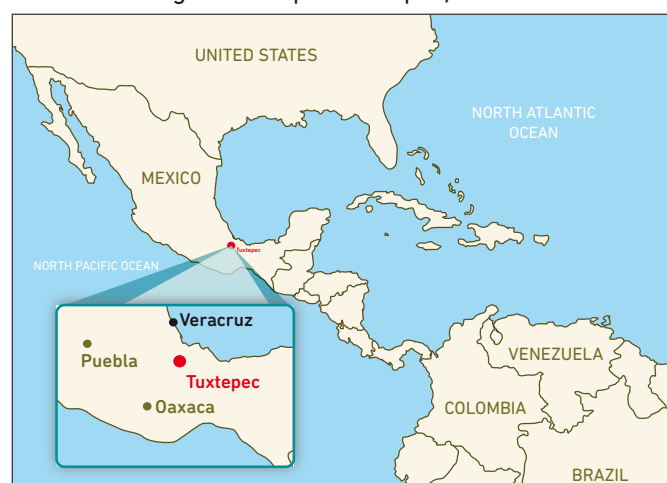 UNITED STATES
NORTH ATLANTIC
OCEAN
MEXICO
Tuxtepec
NORTH PACIFIC OCEAN
Veracruz
Puebla
Tuxtepec
Oaxaca
VENEZUELA
COLOMBIA
BRAZIL